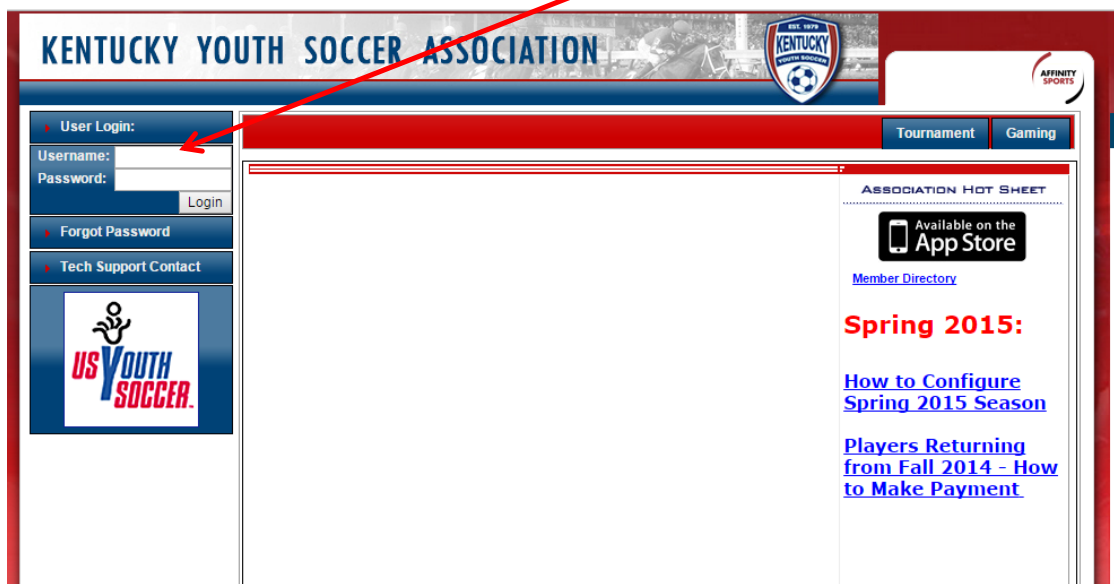 KENTUCKY YOUTH SOCCER ASSOCIATION
EST. 1979
KENTUCKY
YOUTH SOCCER
AFFINITY
SPORTS
User Login:
Tournament
Gaming
Username:
Password:
Login
Forgot Password
Tech Support Contact
US YOUTH
SOCCER.
ASSOCIATION HOT SHEET
Available on the
App Store
Member Directory
Spring 2015:
How to Configure
Spring 2015 Season
Players Returning
from Fall 2014 - How
to Make Payment